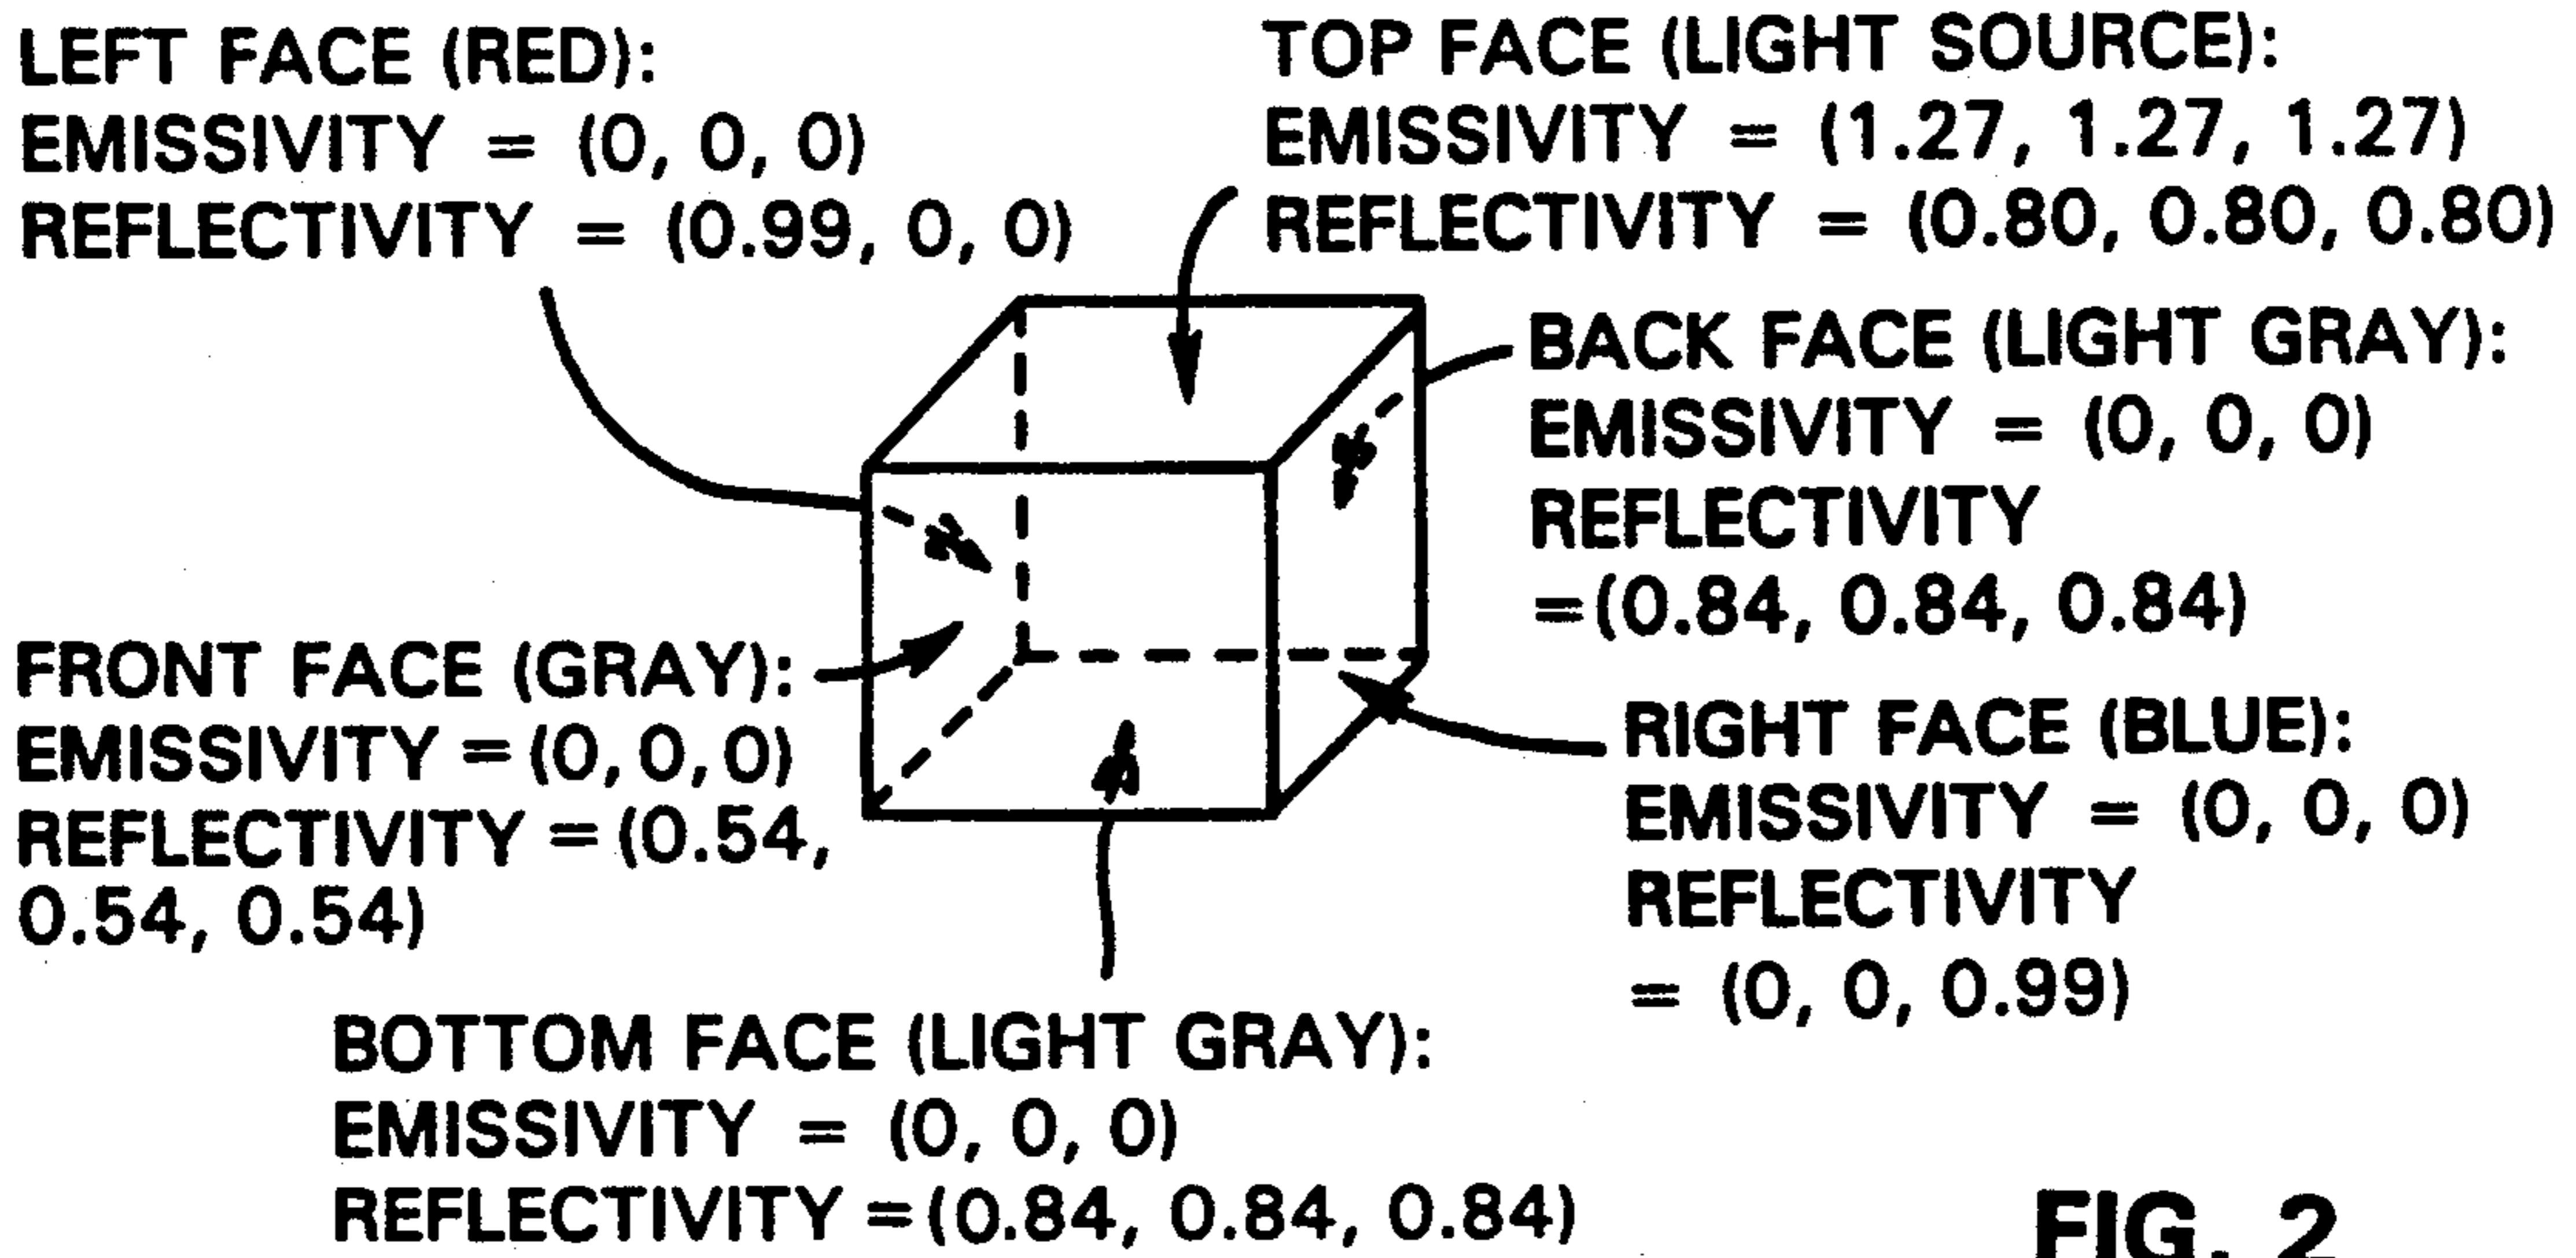 LEFT FACE (RED):
EMISSIVITY = (0, 0, 0)
REFLECTIVITY = (0.99, 0, 0)
TOP FACE (LIGHT SOURCE):
EMISSIVITY = (1.27, 1.27, 1.27)
REFLECTIVITY = (0.80, 0.80, 0.80)
BACK FACE (LIGHT GRAY):
EMISSIVITY = (0, 0, 0)
REFLECTIVITY
=(0.84, 0.84, 0.84)
FRONT FACE (GRAY):
EMISSIVITY =(0, 0, 0)
REFLECTIVITY =(0.54,
0.54, 0.54)
RIGHT FACE (BLUE):
EMISSIVITY = (0, 0, 0)
REFLECTIVITY
= (0, 0, 0.99)
BOTTOM FACE (LIGHT GRAY):
EMISSIVITY = (0, 0, 0)
REFLECTIVITY =(0.84, 0.84, 0.84)
FIG. 2